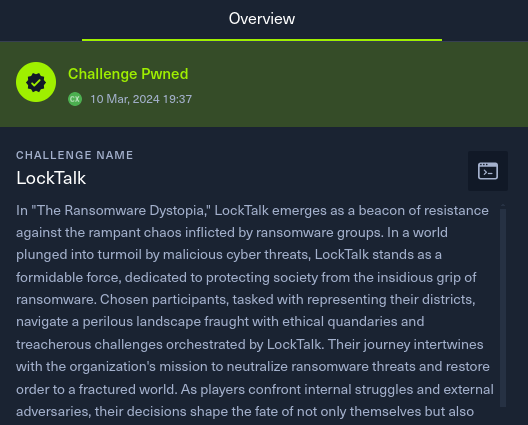 Overview
Challenge Pwned
CX 10 Mar, 2024 19:37
CHALLENGE NAME
LockTalk
In "The Ransomware Dystopia," LockTalk emerges as a beacon of resistance
against the rampant chaos inflicted by ransomware groups. In a world
plunged into turmoil by malicious cyber threats, LockTalk stands as a
formidable force, dedicated to protecting society from the insidious grip of
ransomware. Chosen participants, tasked with representing their districts,
navigate a perilous landscape fraught with ethical quandaries and
treacherous challenges orchestrated by LockTalk. Their journey intertwines
with the organization's mission to neutralize ransomware threats and restore
order to a fractured world. As players confront internal struggles and external
adversaries, their decisions shape the fate of not only themselves but also